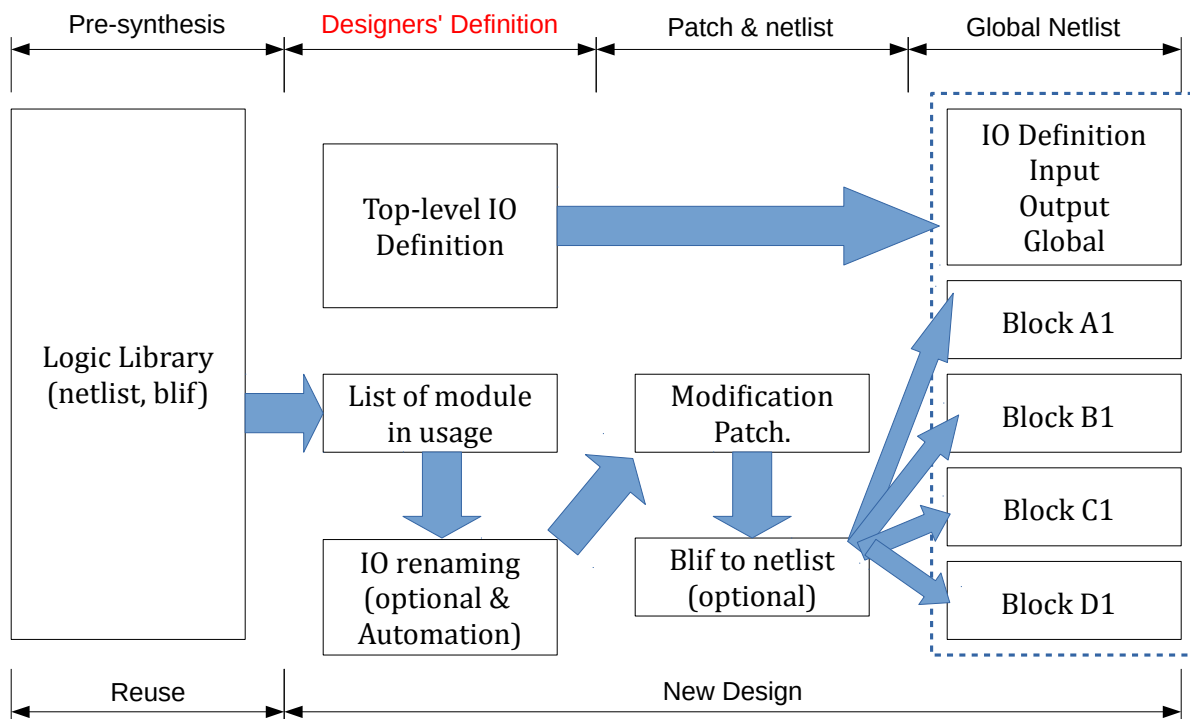 Pre-synthesis
Designers' Definition
Patch & netlist
Global Netlist
Logic Library
(netlist, blif)
Top-level IO
Definition
List of module
in usage
IO renaming
(optional &
Automation)
Modification
Patch.
Blif to netlist
(optional)
IO Definition
Input
Output
Global
Block A1
Block B1
Block C1
Block D1
Reuse
New Design